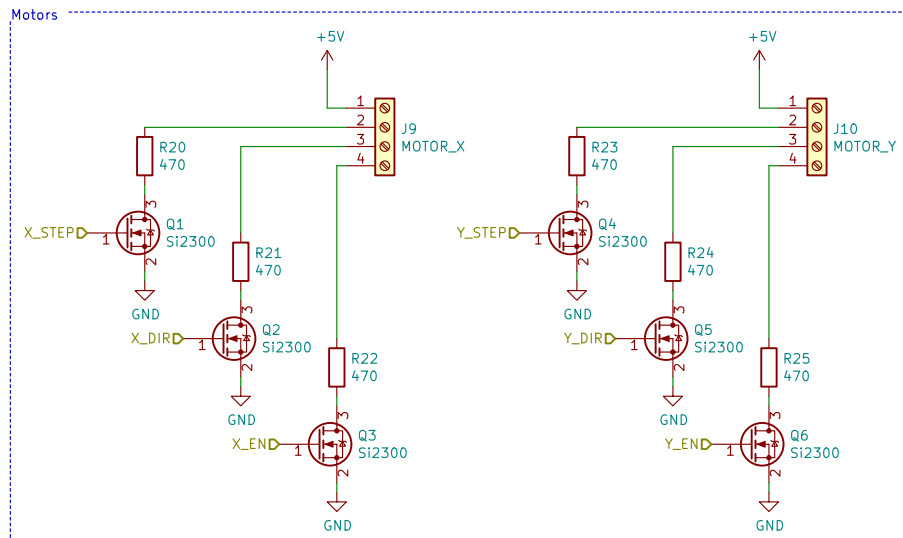 Motors
+5V
+5V
1
2
3
4
J9
MOTOR_X
1
2
3
4
J10
MOTOR_Y
R20
470
R23
470
X_STEP
1
3
2
Q1
Si2300
GND
Y_STEP
1
3
2
Q4
Si2300
GND
R21
470
R24
470
X_DIR
1
3
2
Q2
Si2300
GND
Y_DIR
1
3
2
Q5
Si2300
GND
R22
470
R25
470
X_EN
1
3
2
Q3
Si2300
GND
Y_EN
1
3
2
Q6
Si2300
GND